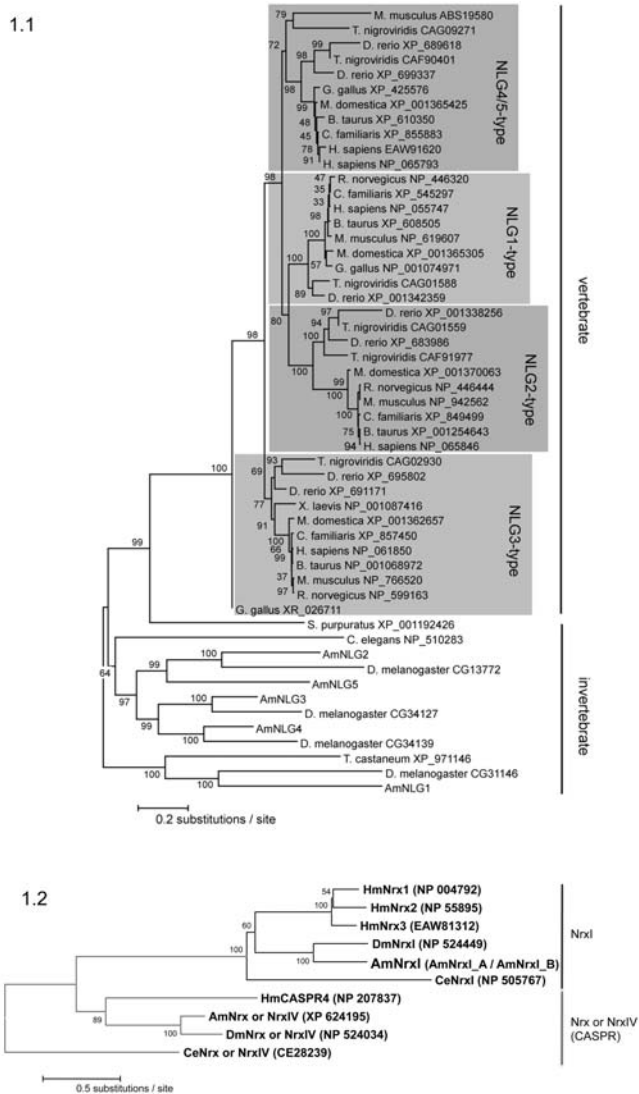 1.1
79
M. musculus ABS19580
T. nigroviridis CAG09271
72
99
D. rerio XP_689618
98
T. nigroviridis CAF90401
D. rerio XP_699337
98
G. gallus XP_425576
99
M. domestica XP_001365425
48
B. taurus XP_610350
45
C. familiaris XP_855883
78
H. sapiens EAW91620
91
H. sapiens NP_065793
NLG4/5-type
98
47
R. norvegicus NP_446320
35
C. familiaris XP_545297
33
H. sapiens NP_055747
98
B. taurus XP_608505
100
M. musculus NP_619607
100
M. domestica XP_001365305
57
G. gallus NP_001074971
T. nigroviridis CAG01588
89
D. rerio XP_001342359
NLG1-type
80
97
D. rerio XP_001338256
94
T. nigroviridis CAG01559
98
100
D. rerio XP_683986
T. nigroviridis CAF91977
100
M. domestica XP_001370063
99
R. norvegicus NP_446444
M. musculus NP_942562
100
C. familiaris XP_849499
75
B. taurus XP_001254643
94
H. sapiens NP_065846
NLG2-type
93
T. nigroviridis CAG02930
69
D. rerio XP_695802
100
D. rerio XP_691171
77
X. laevis NP_001087416
91
M. domestica XP_001362657
100
C. familiaris XP_857450
66
H. sapiens NP_061850
99
B. taurus NP_001068972
37
M. musculus NP_766520
97
R. norvegicus NP_599163
G. gallus XR_026711
NLG3-type
vertebrate
99
S. purpuratus XP_001192426
C. elegans NP_510283
64
100
AmNLG2
99
D. melanogaster CG13772
AmNLG5
97
100
AmNLG3
99
D. melanogaster CG34127
AmNLG4
100
D. melanogaster CG34139
T. castaneum XP_971146
100
D. melanogaster CG31146
100
AmNLG1
invertebrate
0.2 substitutions / site
1.2
54
HmNrx1 (NP 004792)
100
HmNrx2 (NP 55895)
60
HmNrx3 (EAW81312)
DmNrxI (NP 524449)
100
100
AmNrxI (AmNrxI_A / AmNrxI_B)
CeNrxI (NP 505767)
NrxI
HmCASPR4 (NP 207837)
89
AmNrx or NrxIV (XP 624195)
100
DmNrx or NrxIV (NP 524034)
CeNrx or NrxIV (CE28239)
Nrx or NrxIV
(CASPR)
0.5 substitutions / site